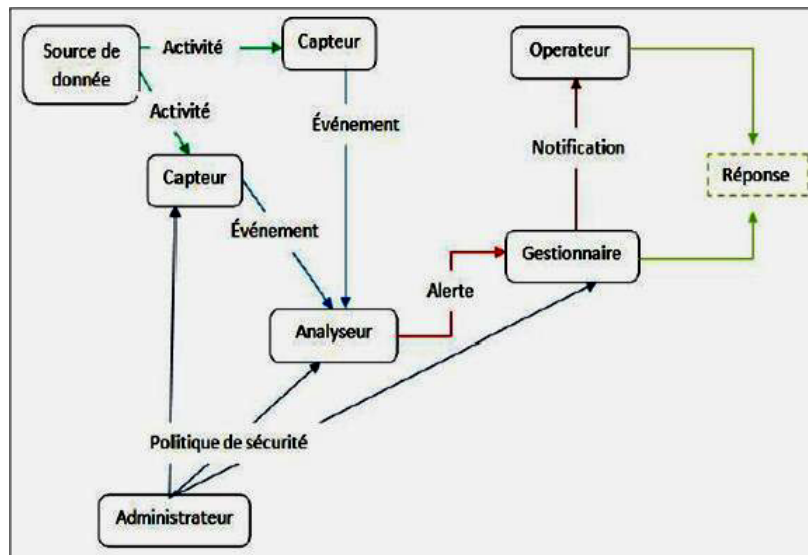 Source de
donnée
Activité
Capteur
Operateur
Activité
Événement
Notification
Capteur
Réponse
Événement
Gestionnaire
Alerte
Analyseur
Politique de sécurité
Administrateur